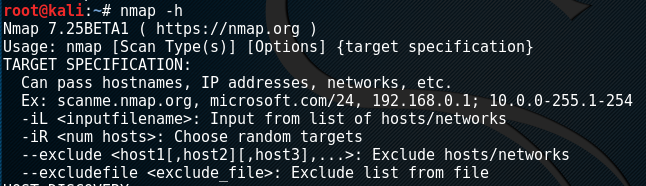 root@kali:~# nmap -h
Nmap 7.25BETA1 ( https://nmap.org )
Usage: nmap [Scan Type(s)] [Options] {target specification}
TARGET SPECIFICATION:
  Can pass hostnames, IP addresses, networks, etc.
  Ex: scanme.nmap.org, microsoft.com/24, 192.168.0.1; 10.0.0-255.1-254
  -iL <inputfilename>: Input from list of hosts/networks
  -iR <num hosts>: Choose random targets
  --exclude <host1[,host2][,host3],...>: Exclude hosts/networks
  --excludefile <exclude_file>: Exclude list from file